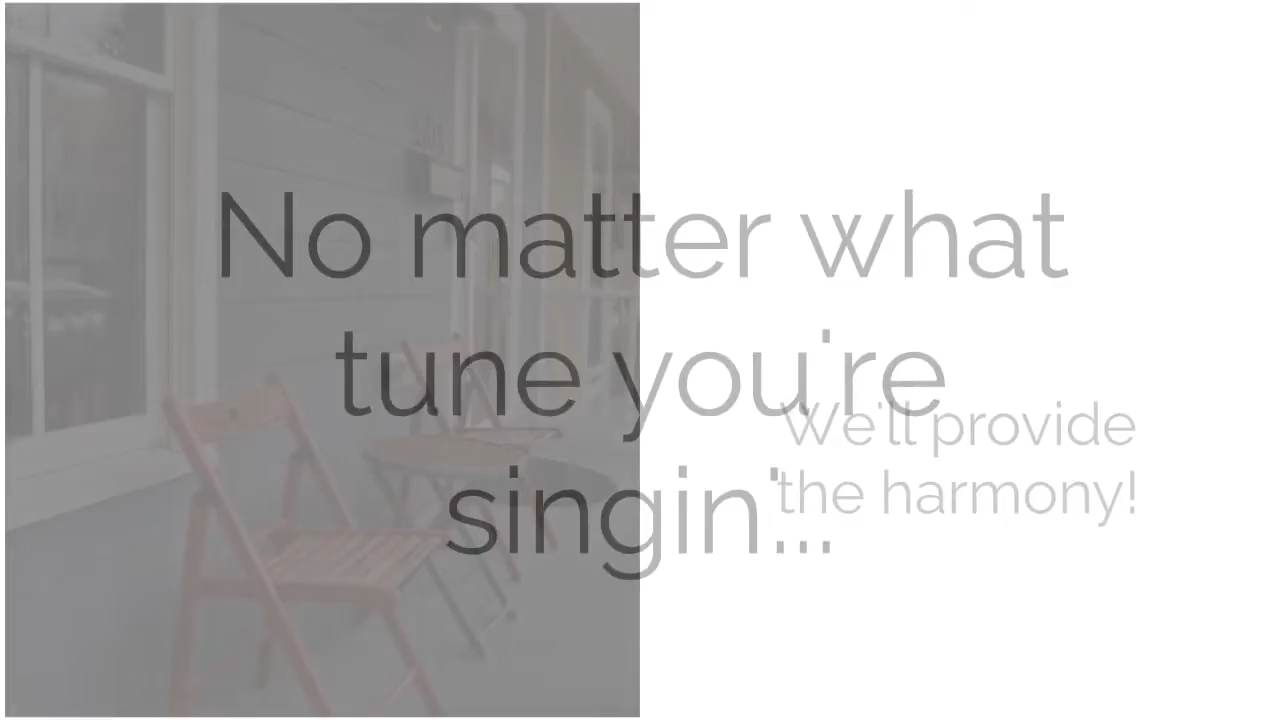 No matter what
tune you're
singin'...
We'll provide
the harmony!